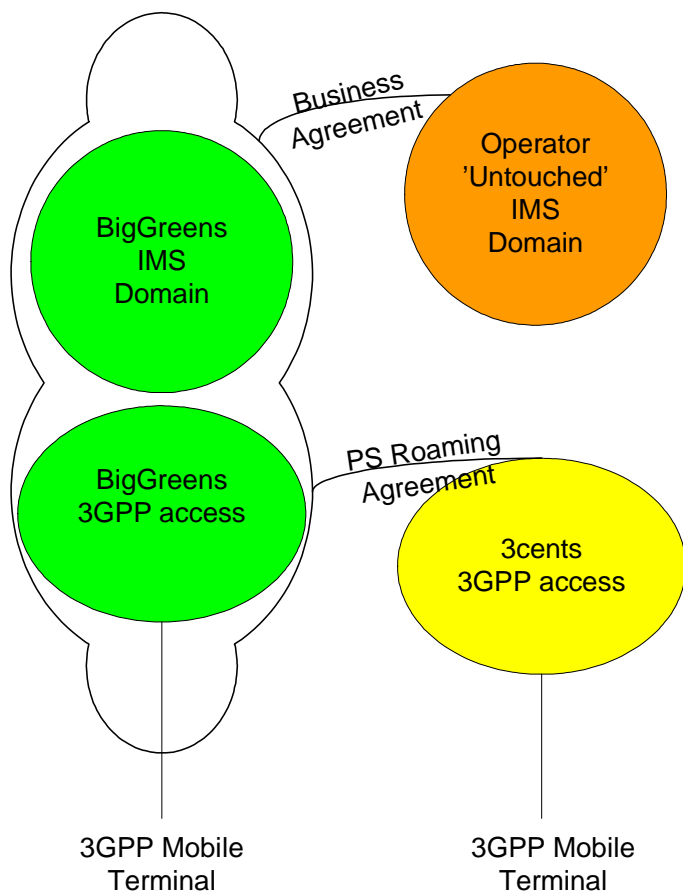 Business
Agreement
Operator
’Untouched’
IMS
Domain
BigGreens
IMS
Domain
PS Roaming
Agreement
BigGreens
3GPP access
3cents
3GPP access
3GPP Mobile
Terminal
3GPP Mobile
Terminal